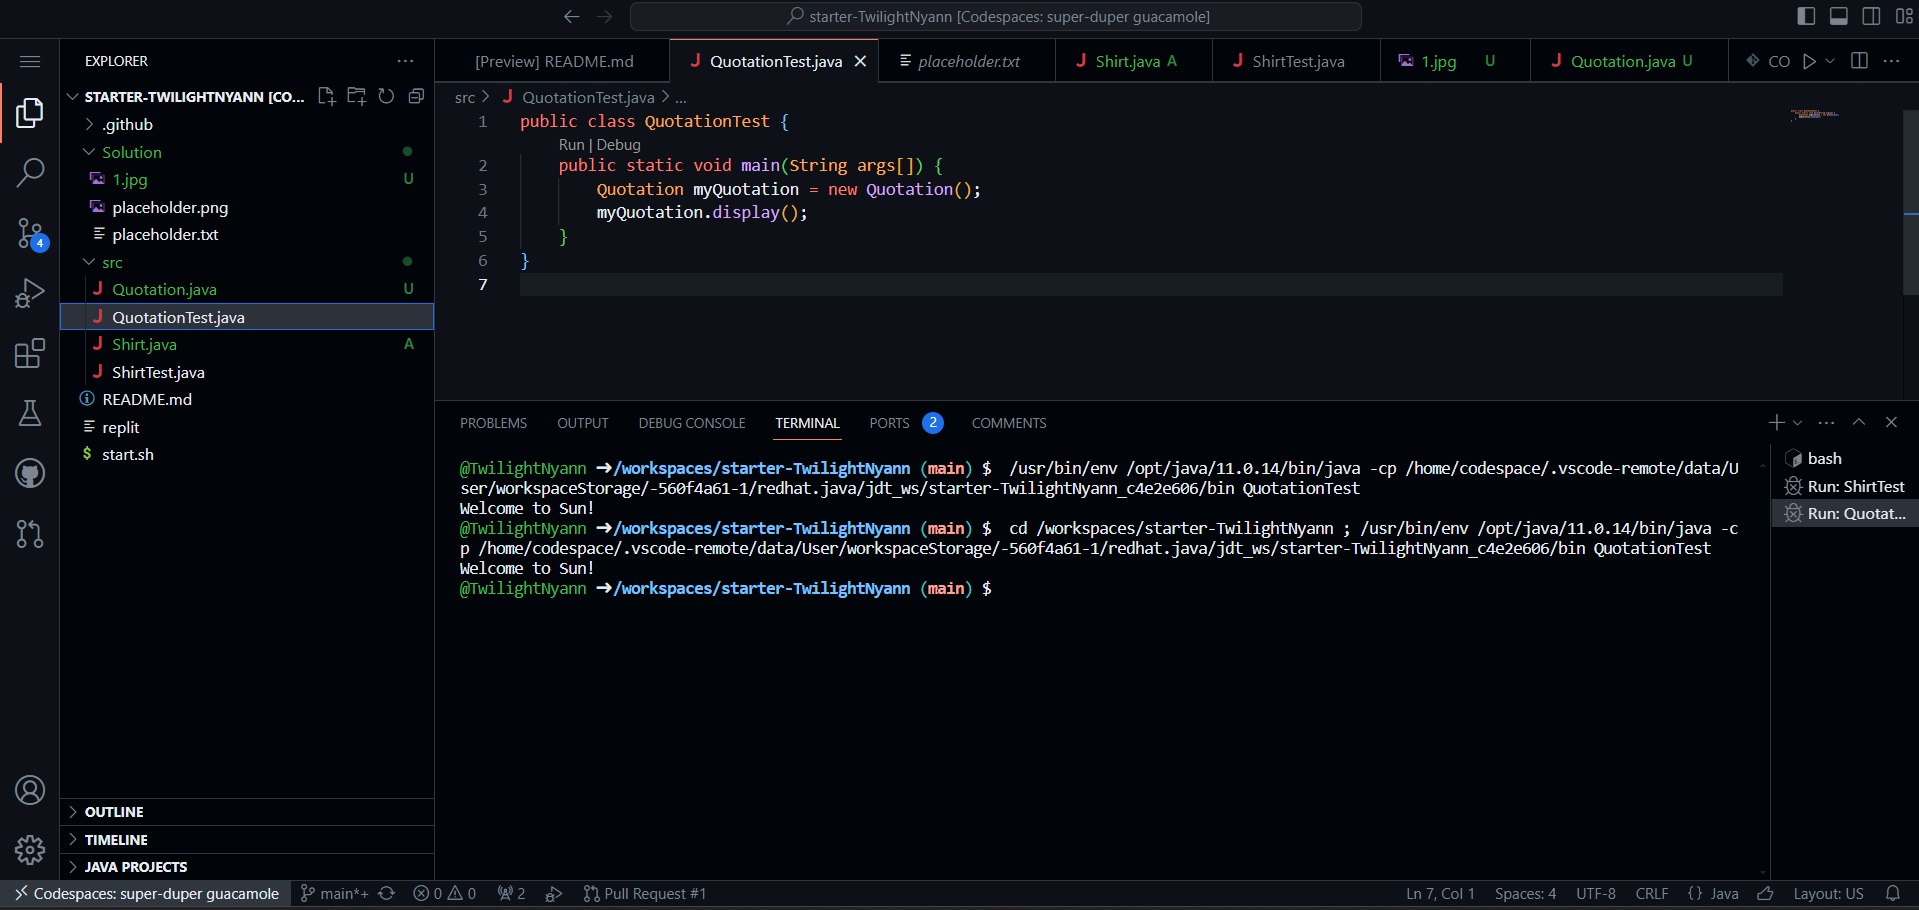 starter-TwilightNyann [Codespaces: super-duper guacamole]
EXPLORER
[Preview] README.md
QuotationTest.java
placeholder.txt
Shirt.java A
ShirtTest.java
1.jpg U
Quotation.java U
CO
STARTER-TWILIGHTNYANN [CO...
.github
Solution
1.jpg U
placeholder.png
placeholder.txt
src
Quotation.java U
QuotationTest.java
Shirt.java A
ShirtTest.java
README.md
replit
$ start.sh
4
OUTLINE
TIMELINE
JAVA PROJECTS
src > J QuotationTest.java > ...
1 public class QuotationTest {
Run | Debug
2 public static void main(String args[]) {
3 Quotation myQuotation = new Quotation();
4 myQuotation.display();
5 }
6 }
7
PROBLEMS OUTPUT DEBUG CONSOLE TERMINAL PORTS 2 COMMENTS
@TwilightNyann ➜/workspaces/starter-TwilightNyann (main) $ /usr/bin/env /opt/java/11.0.14/bin/java -cp /home/codespace/.vscode-remote/data/U
ser/workspaceStorage/-560f4a61-1/redhat.java/jdt_ws/starter-TwilightNyann_c4e2e606/bin QuotationTest
Welcome to Sun!
@TwilightNyann ➜/workspaces/starter-TwilightNyann (main) $ cd /workspaces/starter-TwilightNyann ; /usr/bin/env /opt/java/11.0.14/bin/java -c
p /home/codespace/.vscode-remote/data/User/workspaceStorage/-560f4a61-1/redhat.java/jdt_ws/starter-TwilightNyann_c4e2e606/bin QuotationTest
Welcome to Sun!
@TwilightNyann ➜/workspaces/starter-TwilightNyann (main) $
bash
Run: ShirtTest
Run: Quotat...
Codespaces: super-duper guacamole main*+ 0 0 2 Pull Request #1 Ln 7, Col 1 Spaces: 4 UTF-8 CRLF {} Java Layout: US